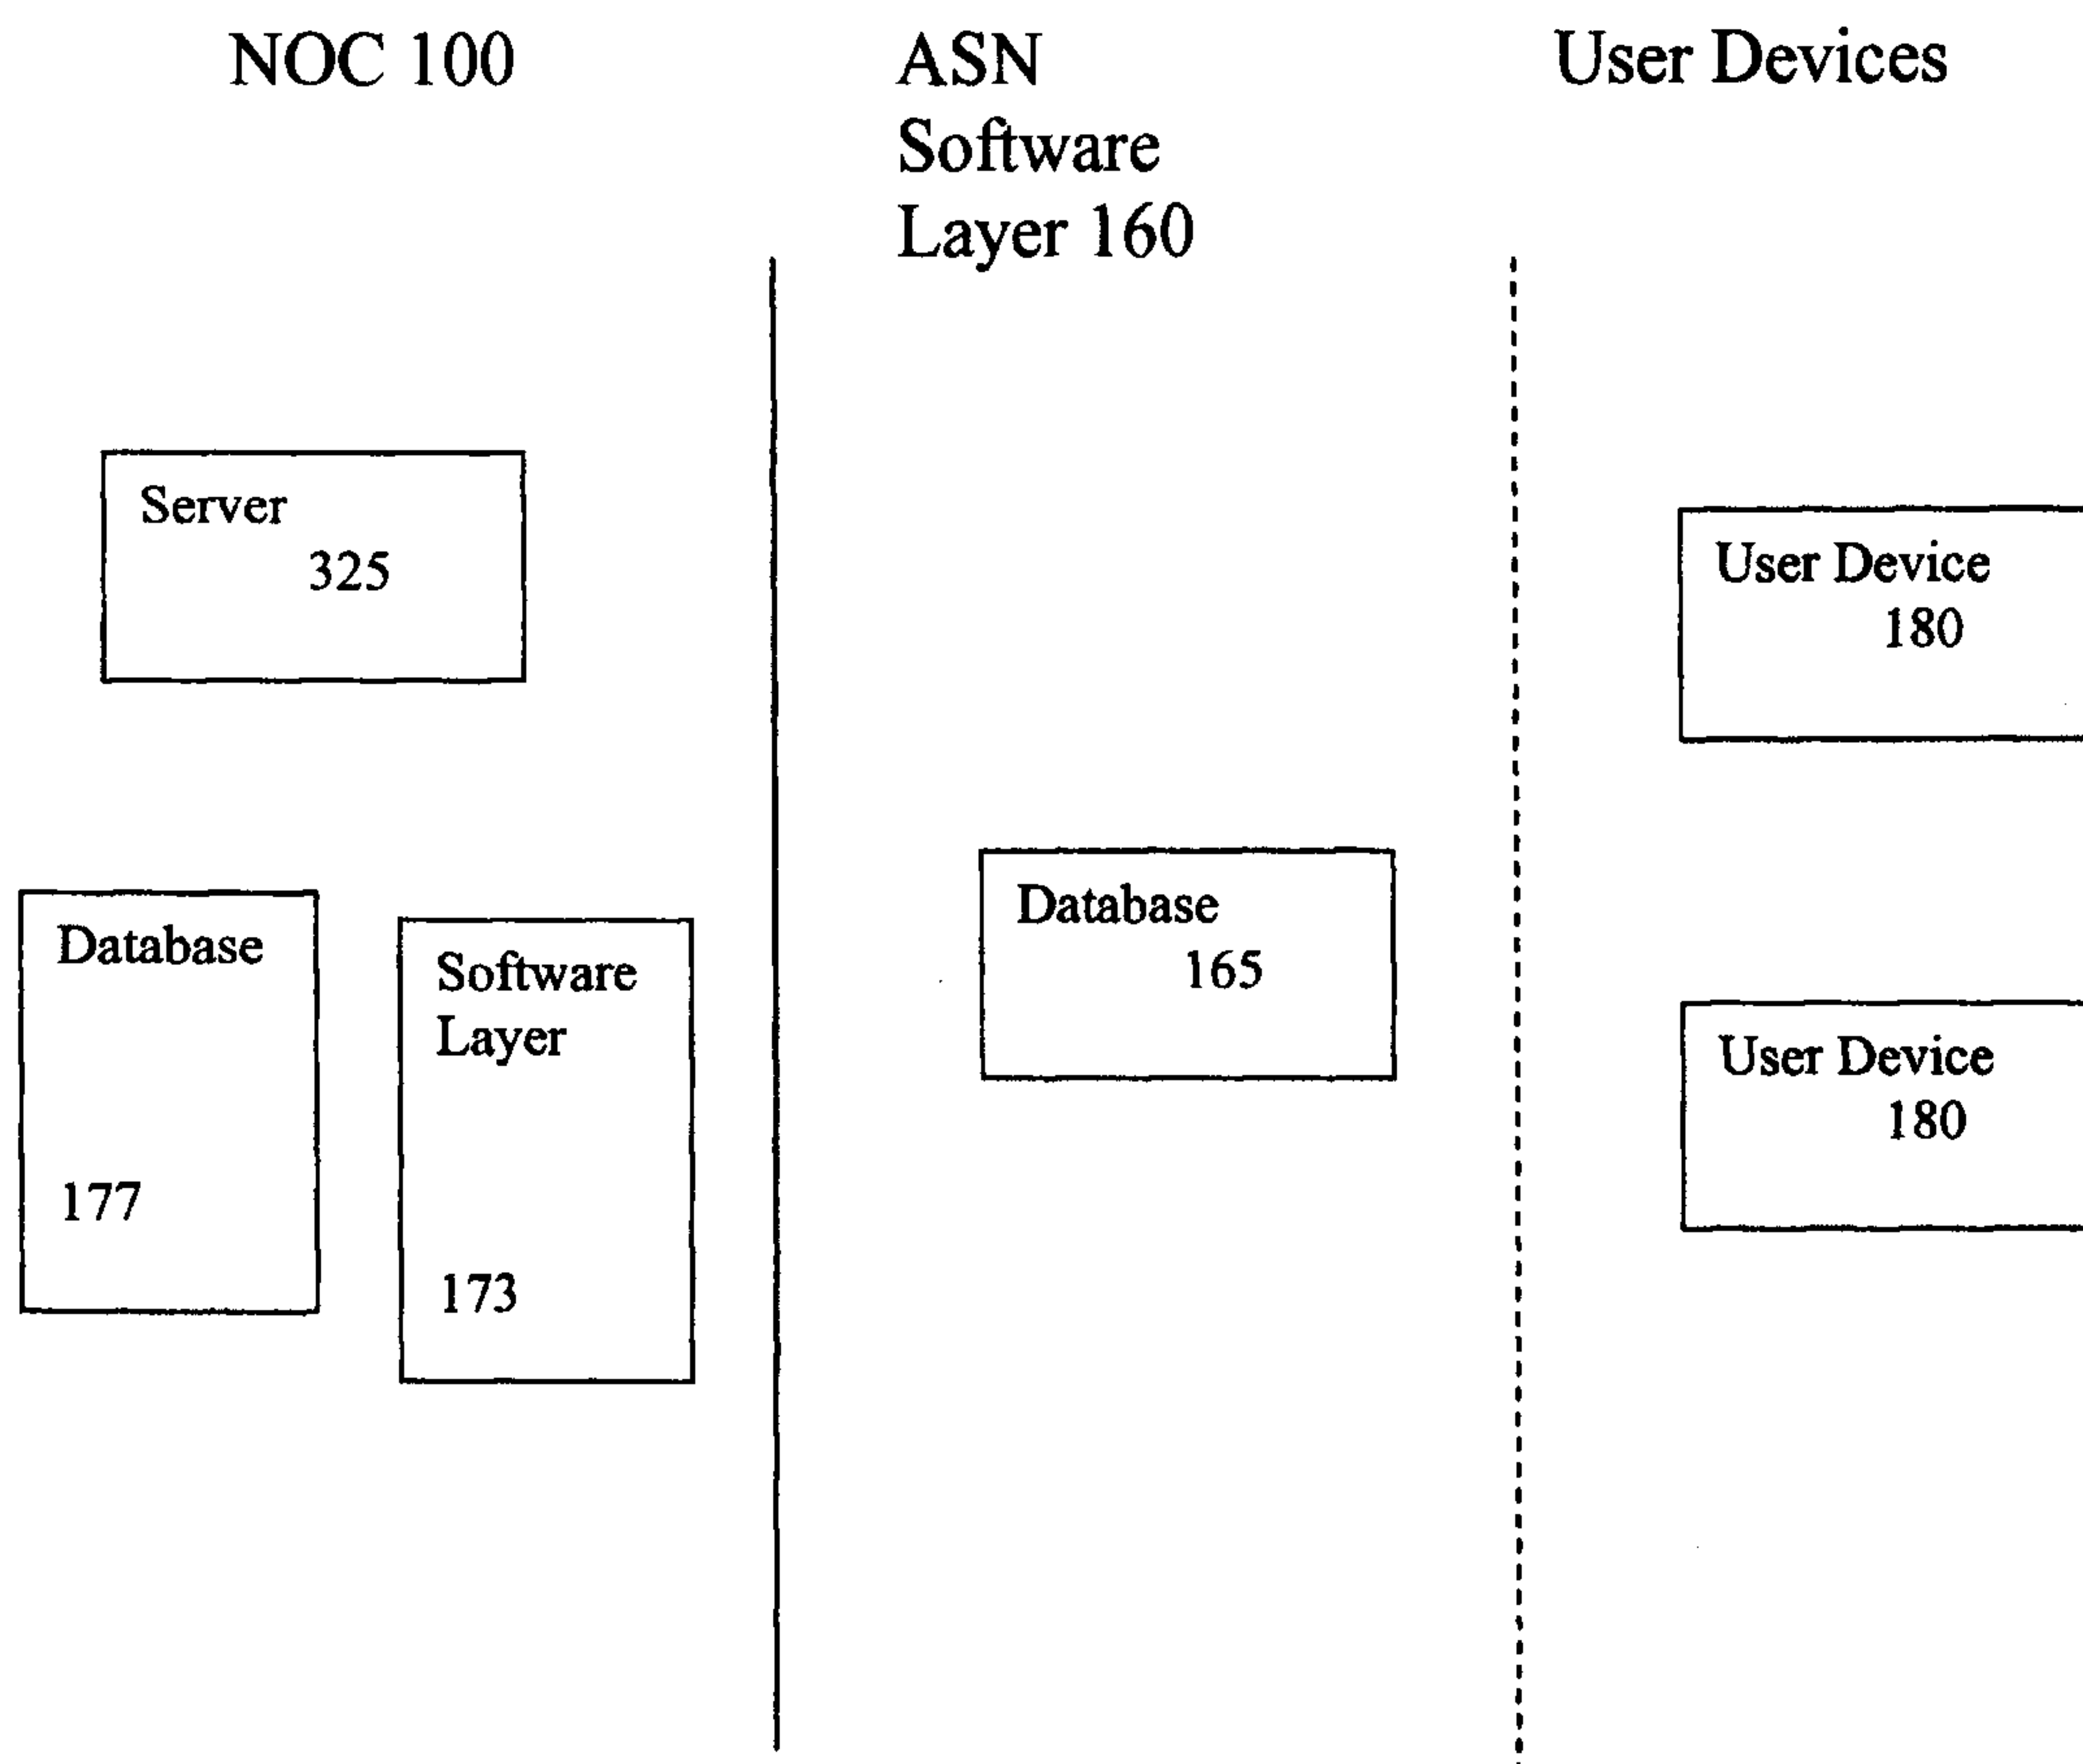 NOC 100
ASN
Software
Layer 160
User Devices
Server
325
Database
177
Software
Layer
173
Database
165
User Device
180
User Device
180